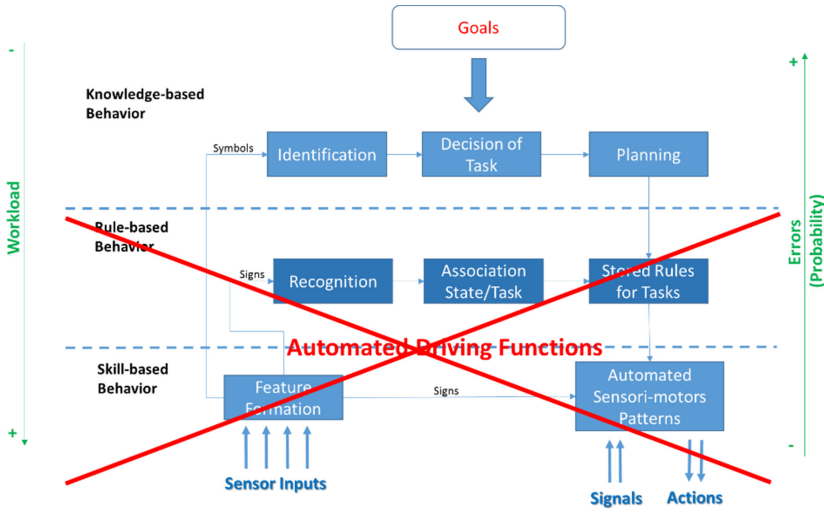 Goals
-
+
Knowledge-based
Behavior
Symbols
Identification
Decision of
Task
Planning
Workload
Errors
(Probability)
Rule-based
Behavior
Signs
Recognition
Association
State/Task
Stored Rules
for Tasks
Automated Driving Functions
Skill-based
Behavior
Feature
Formation
Signs
Automated
Sensori-motors
Patterns
+
-
Sensor Inputs
Signals
Actions